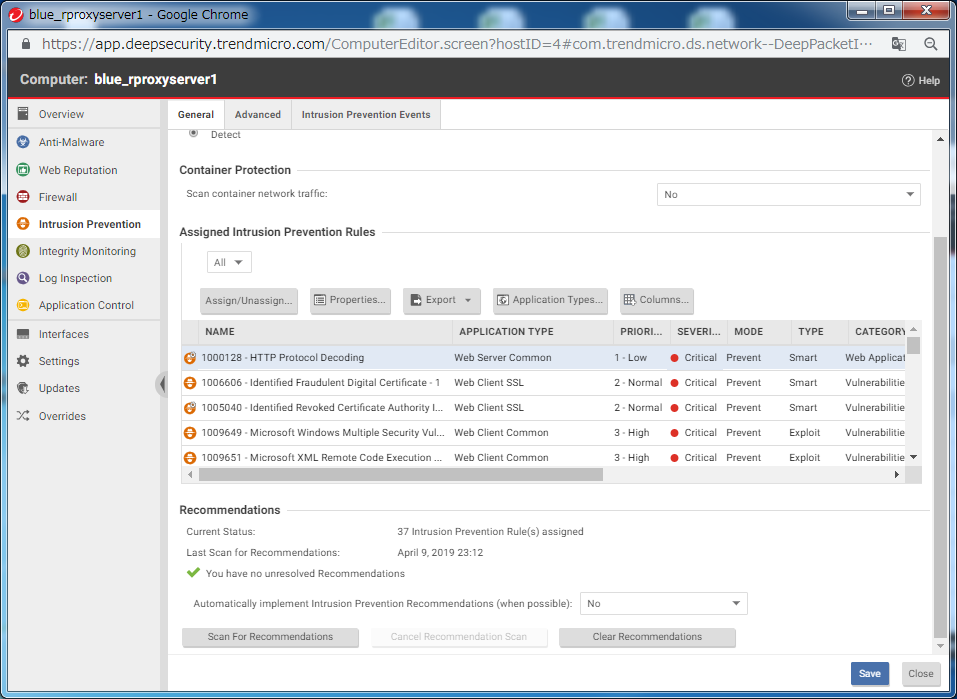 blue_rproxyserver1 - Google Chrome
https://app.deepsecurity.trendmicro.com/ComputerEditor.screen?hostID=4#com.trendmicro.ds.network--DeepPacketI···
Computer: blue_rproxyserver1
Help
Overview
Anti-Malware
Web Reputation
Firewall
Intrusion Prevention
Integrity Monitoring
Log Inspection
Application Control
Interfaces
Settings
Updates
Overrides
General Advanced Intrusion Prevention Events
Detect
Container Protection
Scan container network traffic: No
Assigned Intrusion Prevention Rules
All
Assign/Unassign... Properties... Export Application Types... Columns...
NAME APPLICATION TYPE PRIORI... SEVERI... MODE TYPE CATEGORY
1000128 - HTTP Protocol Decoding Web Server Common 1 - Low Critical Prevent Smart Web Applicat
1006606 - Identified Fraudulent Digital Certificate - 1 Web Client SSL 2 - Normal Critical Prevent Smart Vulnerabilitie
1005040 - Identified Revoked Certificate Authority I... Web Client SSL 2 - Normal Critical Prevent Smart Vulnerabilitie
1009649 - Microsoft Windows Multiple Security Vul... Web Client Common 3 - High Critical Prevent Exploit Vulnerabilitie
1009651 - Microsoft XML Remote Code Execution ... Web Client Common 3 - High Critical Prevent Exploit Vulnerabilitie
Recommendations
Current Status: 37 Intrusion Prevention Rule(s) assigned
Last Scan for Recommendations: April 9, 2019 23:12
You have no unresolved Recommendations
Automatically implement Intrusion Prevention Recommendations (when possible): No
Scan For Recommendations Cancel Recommendation Scan Clear Recommendations
Save Close